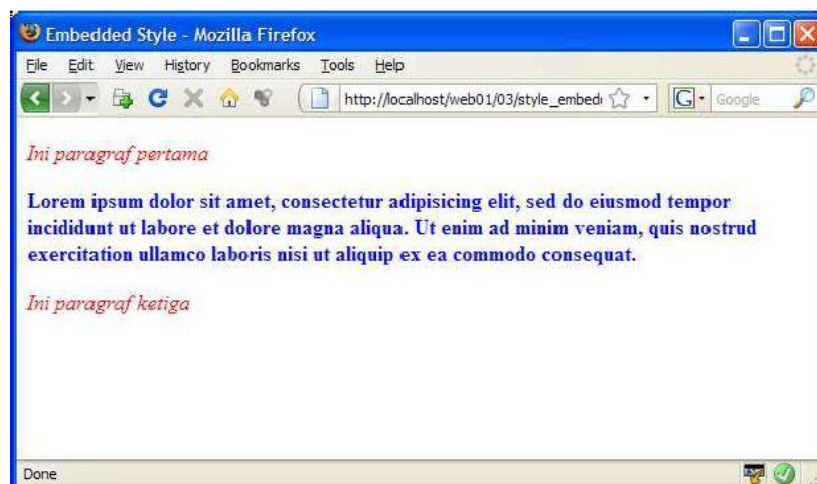 Embedded Style - Mozilla Firefox
File Edit View History Bookmarks Tools Help
http://localhost/web01/03/style_embed G Google
Ini paragraf pertama
Lorem ipsum dolor sit amet, consectetur adipisicing elit, sed do eiusmod tempor
incididunt ut labore et dolore magna aliqua. Ut enim ad minim veniam, quis nostrud
exercitation ullamco laboris nisi ut aliquip ex ea commodo consequat.
Ini paragraf ketiga
Done